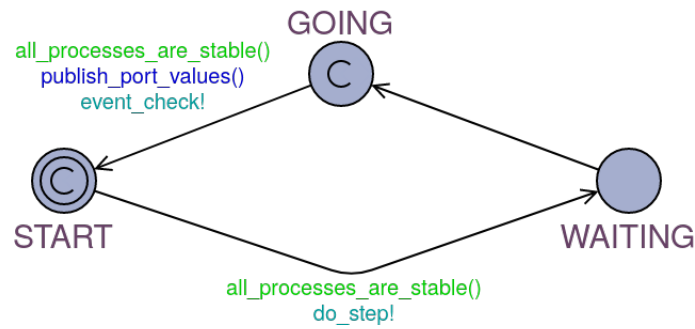 GOING
all_processes_are_stable()
publish_port_values()
event_check!
C
C
START
WAITING
all_processes_are_stable()
do_step!